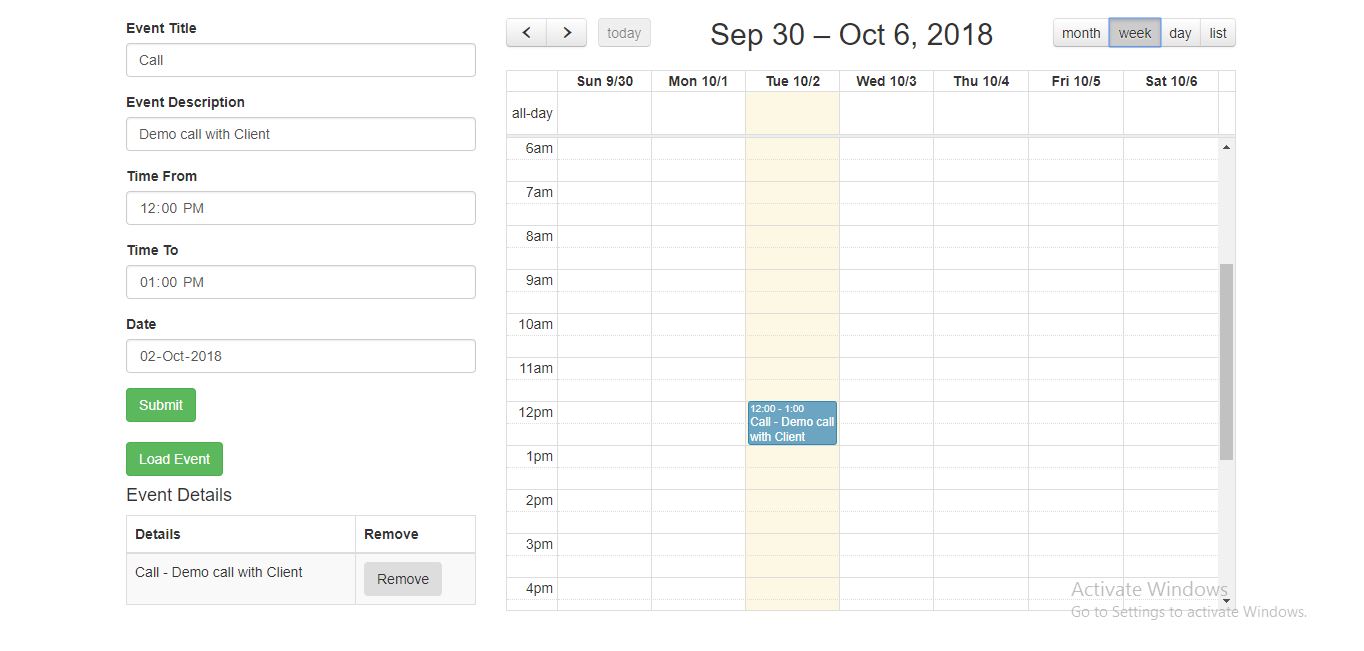 Event Title
Call
Event Description
Demo call with Client
Time From
12:00 PM
Time To
01:00 PM
Date
02-Oct-2018
Submit
Load Event
Event Details
Details Remove
Call - Demo call with Client Remove
today
Sep 30 – Oct 6, 2018
month week day list
Sun 9/30 Mon 10/1 Tue 10/2 Wed 10/3 Thu 10/4 Fri 10/5 Sat 10/6
all-day
6am
7am
8am
9am
10am
11am
12pm
12:00 - 1:00
Call - Demo call
with Client
1pm
2pm
3pm
4pm
Activate Windows
Go to Settings to activate Windows.